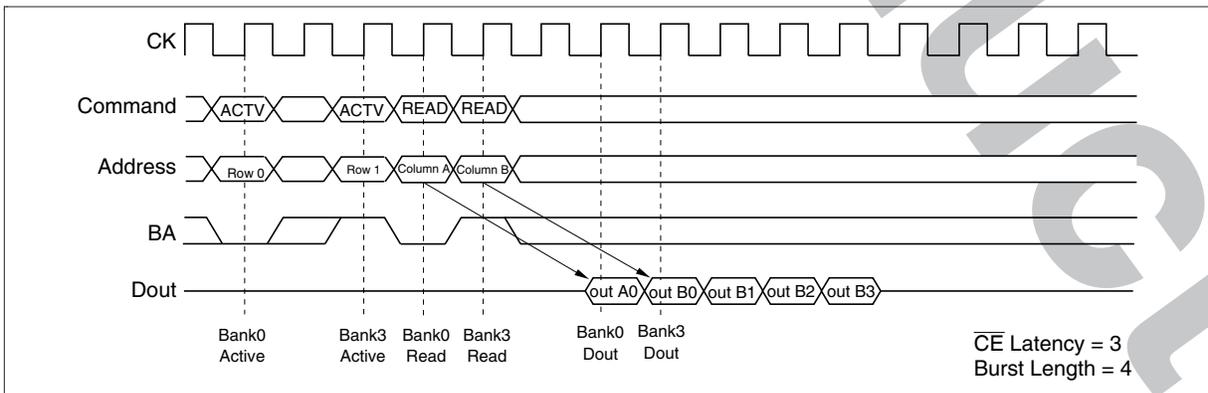 CK
Command ACTV ACTV READ READ
Address Row 0 Row 1 Column A Column B
BA
Dout out A0 out B0 out B1 out B2 out B3
Bank0 Active
Bank3 Active
Bank0 Read
Bank3 Read
Bank0 Dout
Bank3 Dout
CE Latency = 3
Burst Length = 4